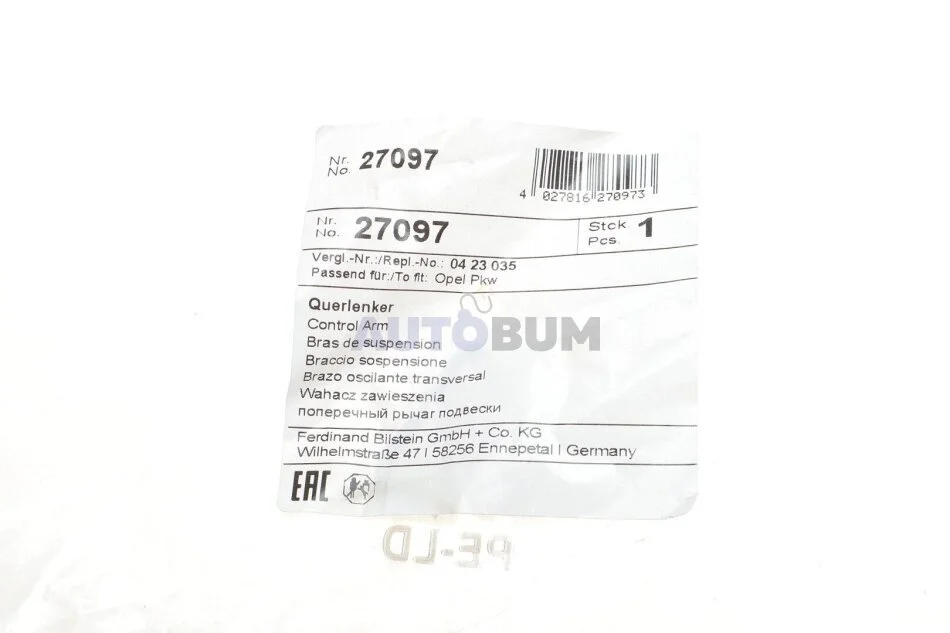 Nr.
No. 27097
4 027816 270973
Nr.
No. 27097
Stck
Pcs. 1
Vergl.-Nr.:/Repl.-No.: 04 23 035
Passend für:/To fit: Opel Pkw
Querlenker
Control Arm
AUTOBUM
Bras de suspension
Braccio sospensione
Brazo oscilante transversal
Wahacz zawieszenia
поперечный рычаг подвески
Ferdinand Bilstein GmbH + Co. KG
Wilhelmstraße 47 I 58256 Ennepetal I Germany
EAC
PE-LD